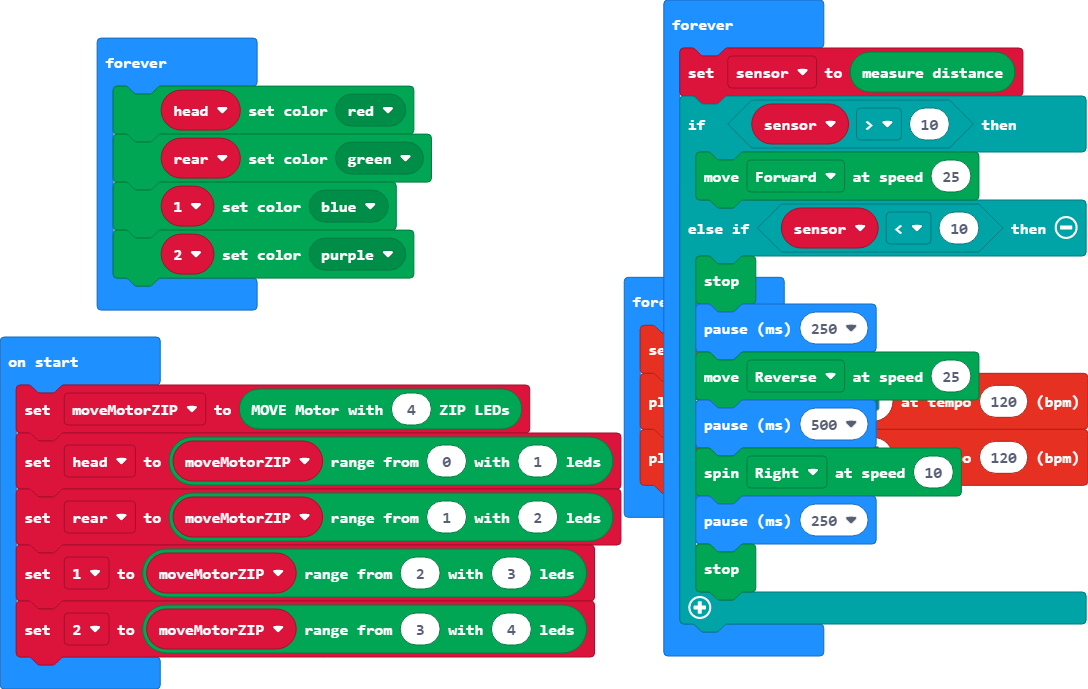 forever
head set color red
rear set color green
1 set color blue
2 set color purple
on start
set moveMotorZIP to MOVE Motor with 4 ZIP LEDs
set head to moveMotorZIP range from 0 with 1 leds
set rear to moveMotorZIP range from 1 with 2 leds
set 1 to moveMotorZIP range from 2 with 3 leds
set 2 to moveMotorZIP range from 3 with 4 leds
at tempo 120 (bpm)
120 (bpm)
forever
set sensor to measure distance
if sensor > 10 then
move Forward at speed 25
else if sensor < 10 then
stop
pause (ms) 250
move Reverse at speed 25
pause (ms) 500
spin Right at speed 10
pause (ms) 250
stop